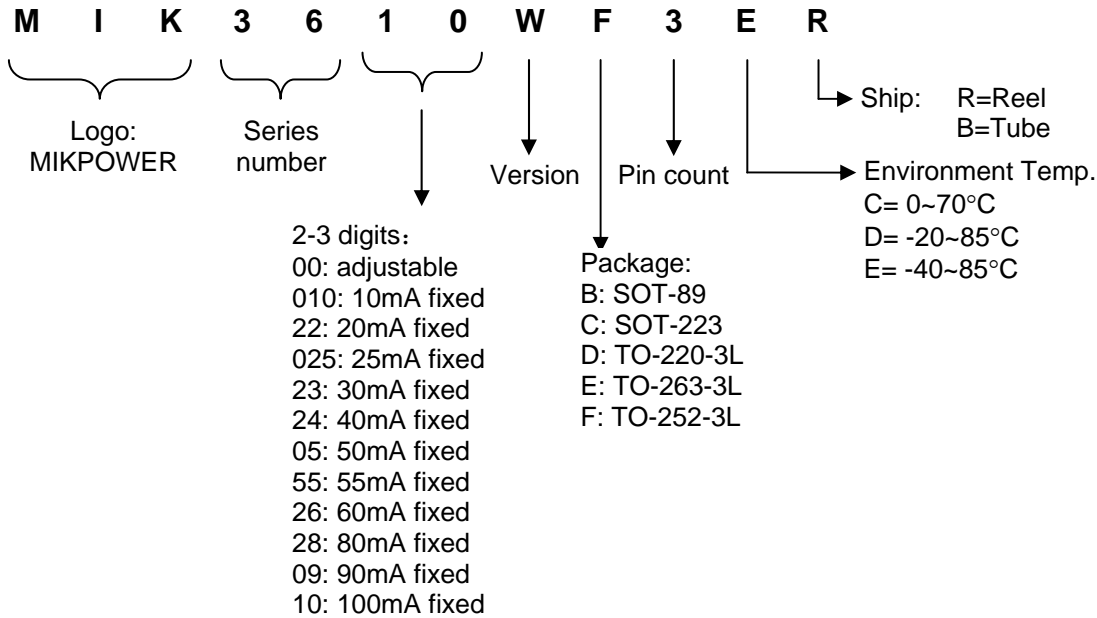 M I K 3 6 1 0 W F 3 E R
Logo:
MIKPOWER
Series
number
Version
Pin count
Ship: R=Reel
B=Tube
Environment Temp.
C= 0~70°C
D= -20~85°C
E= -40~85°C
2-3 digits：
00: adjustable
010: 10mA fixed
22: 20mA fixed
025: 25mA fixed
23: 30mA fixed
24: 40mA fixed
05: 50mA fixed
55: 55mA fixed
26: 60mA fixed
28: 80mA fixed
09: 90mA fixed
10: 100mA fixed
Package:
B: SOT-89
C: SOT-223
D: TO-220-3L
E: TO-263-3L
F: TO-252-3L